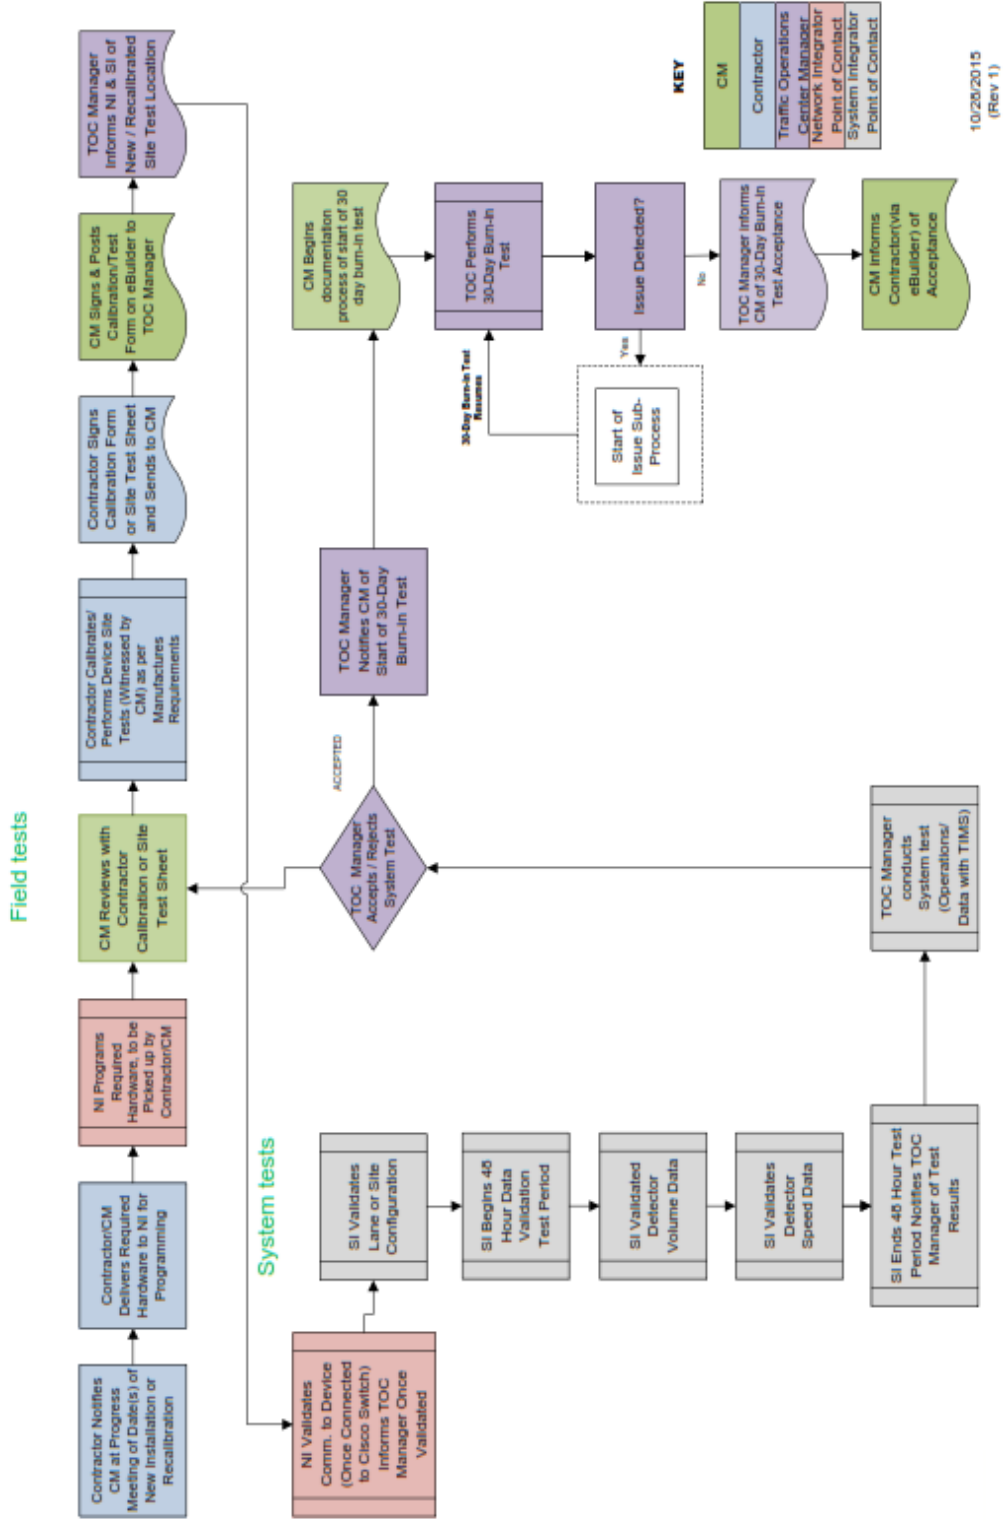 Field tests
Contractor Notifies
CM at Progress
Meeting of Date(s) of
New Installation or
Recalibration
Contractor/CM
Delivers Required
Hardware to NI for
Programming
NI Programs
Required
Hardware, to be
Picked up by
Contractor/CM
CM Reviews with
Contractor
Calibration or Site
Test Sheet
Contractor Calibrates/
Performs Device Site
Tests (Witnessed by
CM) as per
Manufactures
Requirements
Contractor Signs
Calibration Form
or Site Test Sheet
and Sends to CM
CM Signs & Posts
Calibration/Test
Form on eBuilder to
TOC Manager
TOC Manager
Informs NI & SI of
New / Recalibrated
Site Test Location
System tests
NI Validates
Comm. to Device
(Once Connected
to Cisco Switch)
Informs TOC
Manager Once
Validated
SI Validates
Lane or Site
Configuration
SI Begins 48
Hour Data
Validation
Test Period
SI Validated
Detector
Volume Data
SI Validates
Detector
Speed Data
SI Ends 48 Hour Test
Period Notifies TOC
Manager of Test
Results
TOC Manager
conducts
System test
(Operations/
Data with TIMS)
TOC Manager
Accepts / Rejects
System Test
ACCEPTED
TOC Manager
Notifies CM of
Start of 30-Day
Burn-In Test
CM Begins
documentation
process of start of 30
day burn-in test
TOC Performs
30-Day Burn-In
Test
30-Day Burn-in Test
Resumes
Issue Detected?
Yes
No
Start of
Issue Sub-
Process
TOC Manager informs
CM of 30-Day Burn-In
Test Acceptance
CM Informs
Contractor(via
eBuilder) of
Acceptance
KEY
CM
Contractor
Traffic Operations
Center Manager
Network Integrator
Point of Contact
System Integrator
Point of Contact
10/28/2015
(Rev 1)